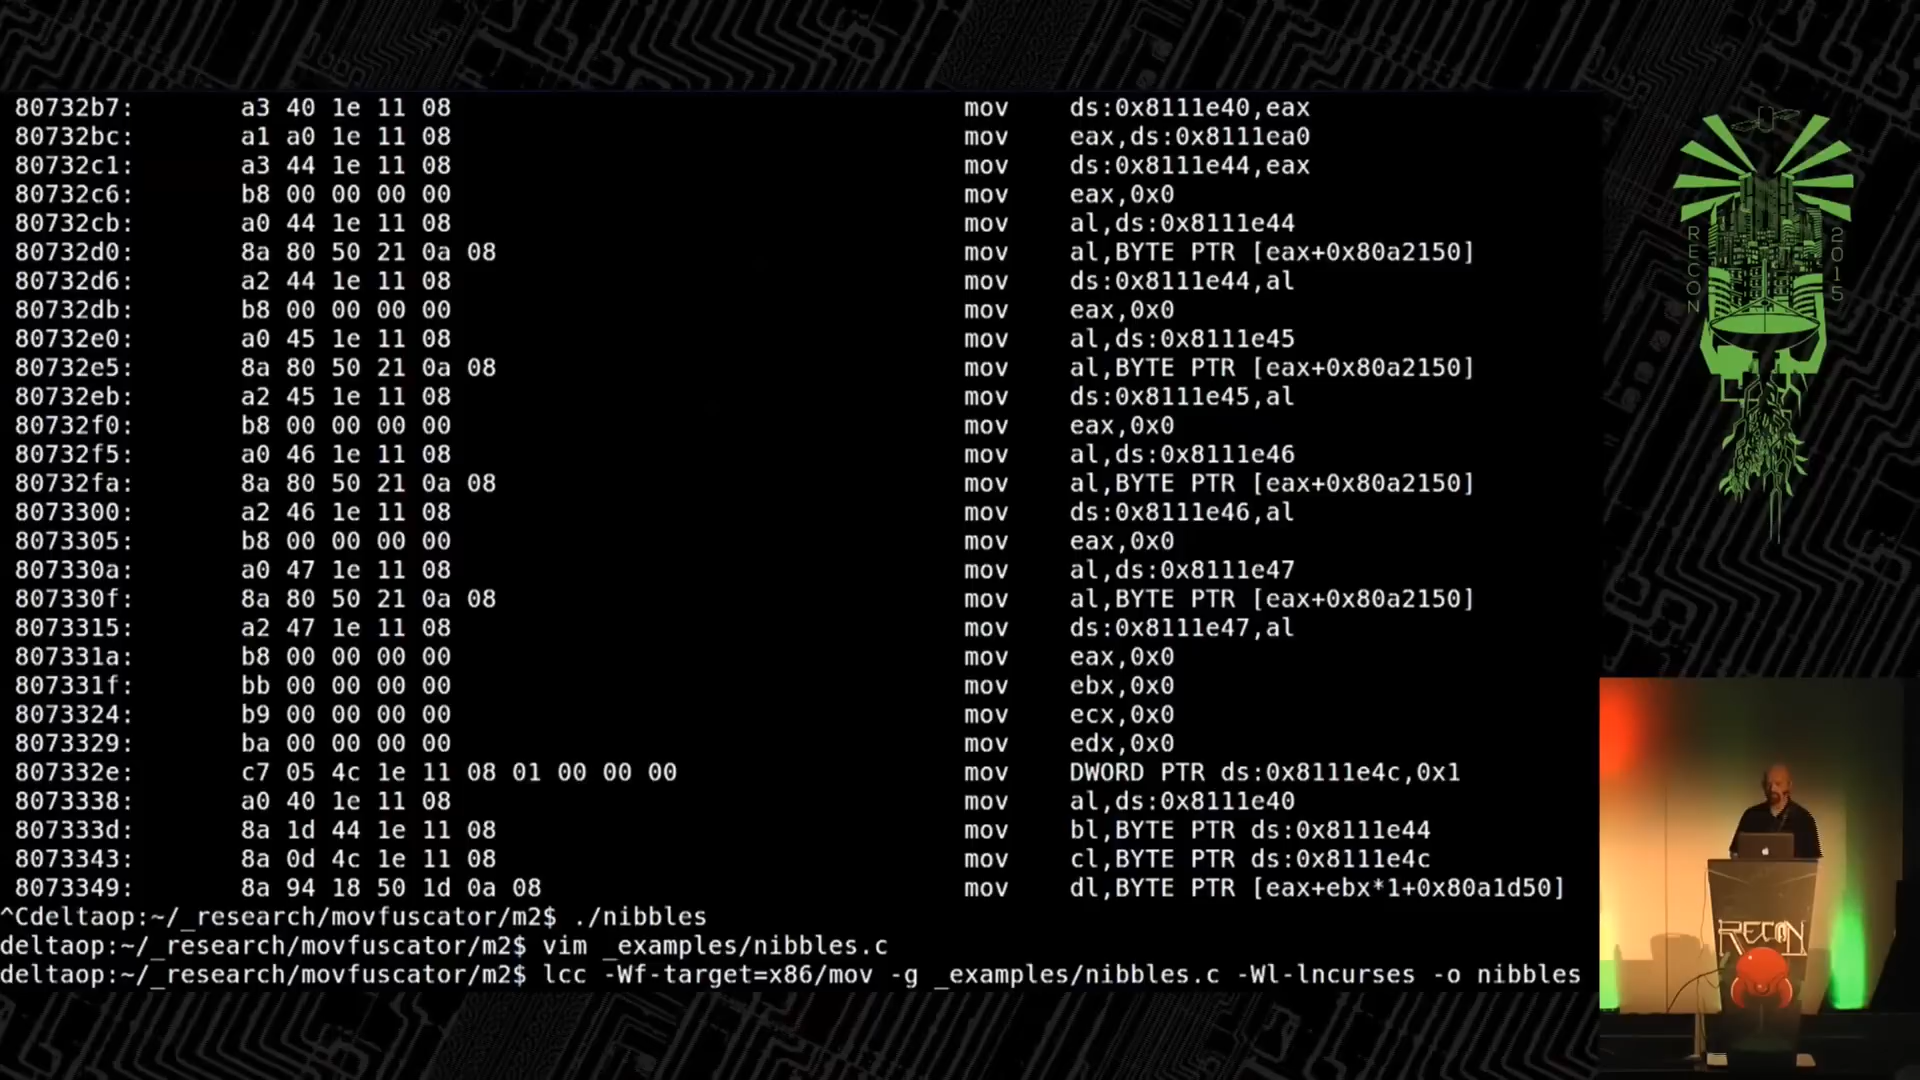 80732b7: a3 40 1e 11 08 mov ds:0x8111e40,eax
80732bc: a1 a0 1e 11 08 mov eax,ds:0x8111ea0
80732c1: a3 44 1e 11 08 mov ds:0x8111e44,eax
80732c6: b8 00 00 00 00 mov eax,0x0
80732cb: a0 44 1e 11 08 mov al,ds:0x8111e44
80732d0: 8a 80 50 21 0a 08 mov al,BYTE PTR [eax+0x80a2150]
80732d6: a2 44 1e 11 08 mov ds:0x8111e44,al
80732db: b8 00 00 00 00 mov eax,0x0
80732e0: a0 45 1e 11 08 mov al,ds:0x8111e45
80732e5: 8a 80 50 21 0a 08 mov al,BYTE PTR [eax+0x80a2150]
80732eb: a2 45 1e 11 08 mov ds:0x8111e45,al
80732f0: b8 00 00 00 00 mov eax,0x0
80732f5: a0 46 1e 11 08 mov al,ds:0x8111e46
80732fa: 8a 80 50 21 0a 08 mov al,BYTE PTR [eax+0x80a2150]
8073300: a2 46 1e 11 08 mov ds:0x8111e46,al
8073305: b8 00 00 00 00 mov eax,0x0
807330a: a0 47 1e 11 08 mov al,ds:0x8111e47
807330f: 8a 80 50 21 0a 08 mov al,BYTE PTR [eax+0x80a2150]
8073315: a2 47 1e 11 08 mov ds:0x8111e47,al
807331a: b8 00 00 00 00 mov eax,0x0
807331f: bb 00 00 00 00 mov ebx,0x0
8073324: b9 00 00 00 00 mov ecx,0x0
8073329: ba 00 00 00 00 mov edx,0x0
807332e: c7 05 4c 1e 11 08 01 00 00 00 mov DWORD PTR ds:0x8111e4c,0x1
8073338: a0 40 1e 11 08 mov al,ds:0x8111e40
807333d: 8a 1d 44 1e 11 08 mov bl,BYTE PTR ds:0x8111e44
8073343: 8a 0d 4c 1e 11 08 mov cl,BYTE PTR ds:0x8111e4c
8073349: 8a 94 18 50 1d 0a 08 mov dl,BYTE PTR [eax+ebx*1+0x80a1d50]
^Cdeltaop:~/_research/movfuscator/m2$ ./nibbles
deltaop:~/_research/movfuscator/m2$ vim _examples/nibbles.c
deltaop:~/_research/movfuscator/m2$ lcc -Wf-target=x86/mov -g _examples/nibbles.c -Wl-lncurses -o nibbles
RECON
2015
RECON